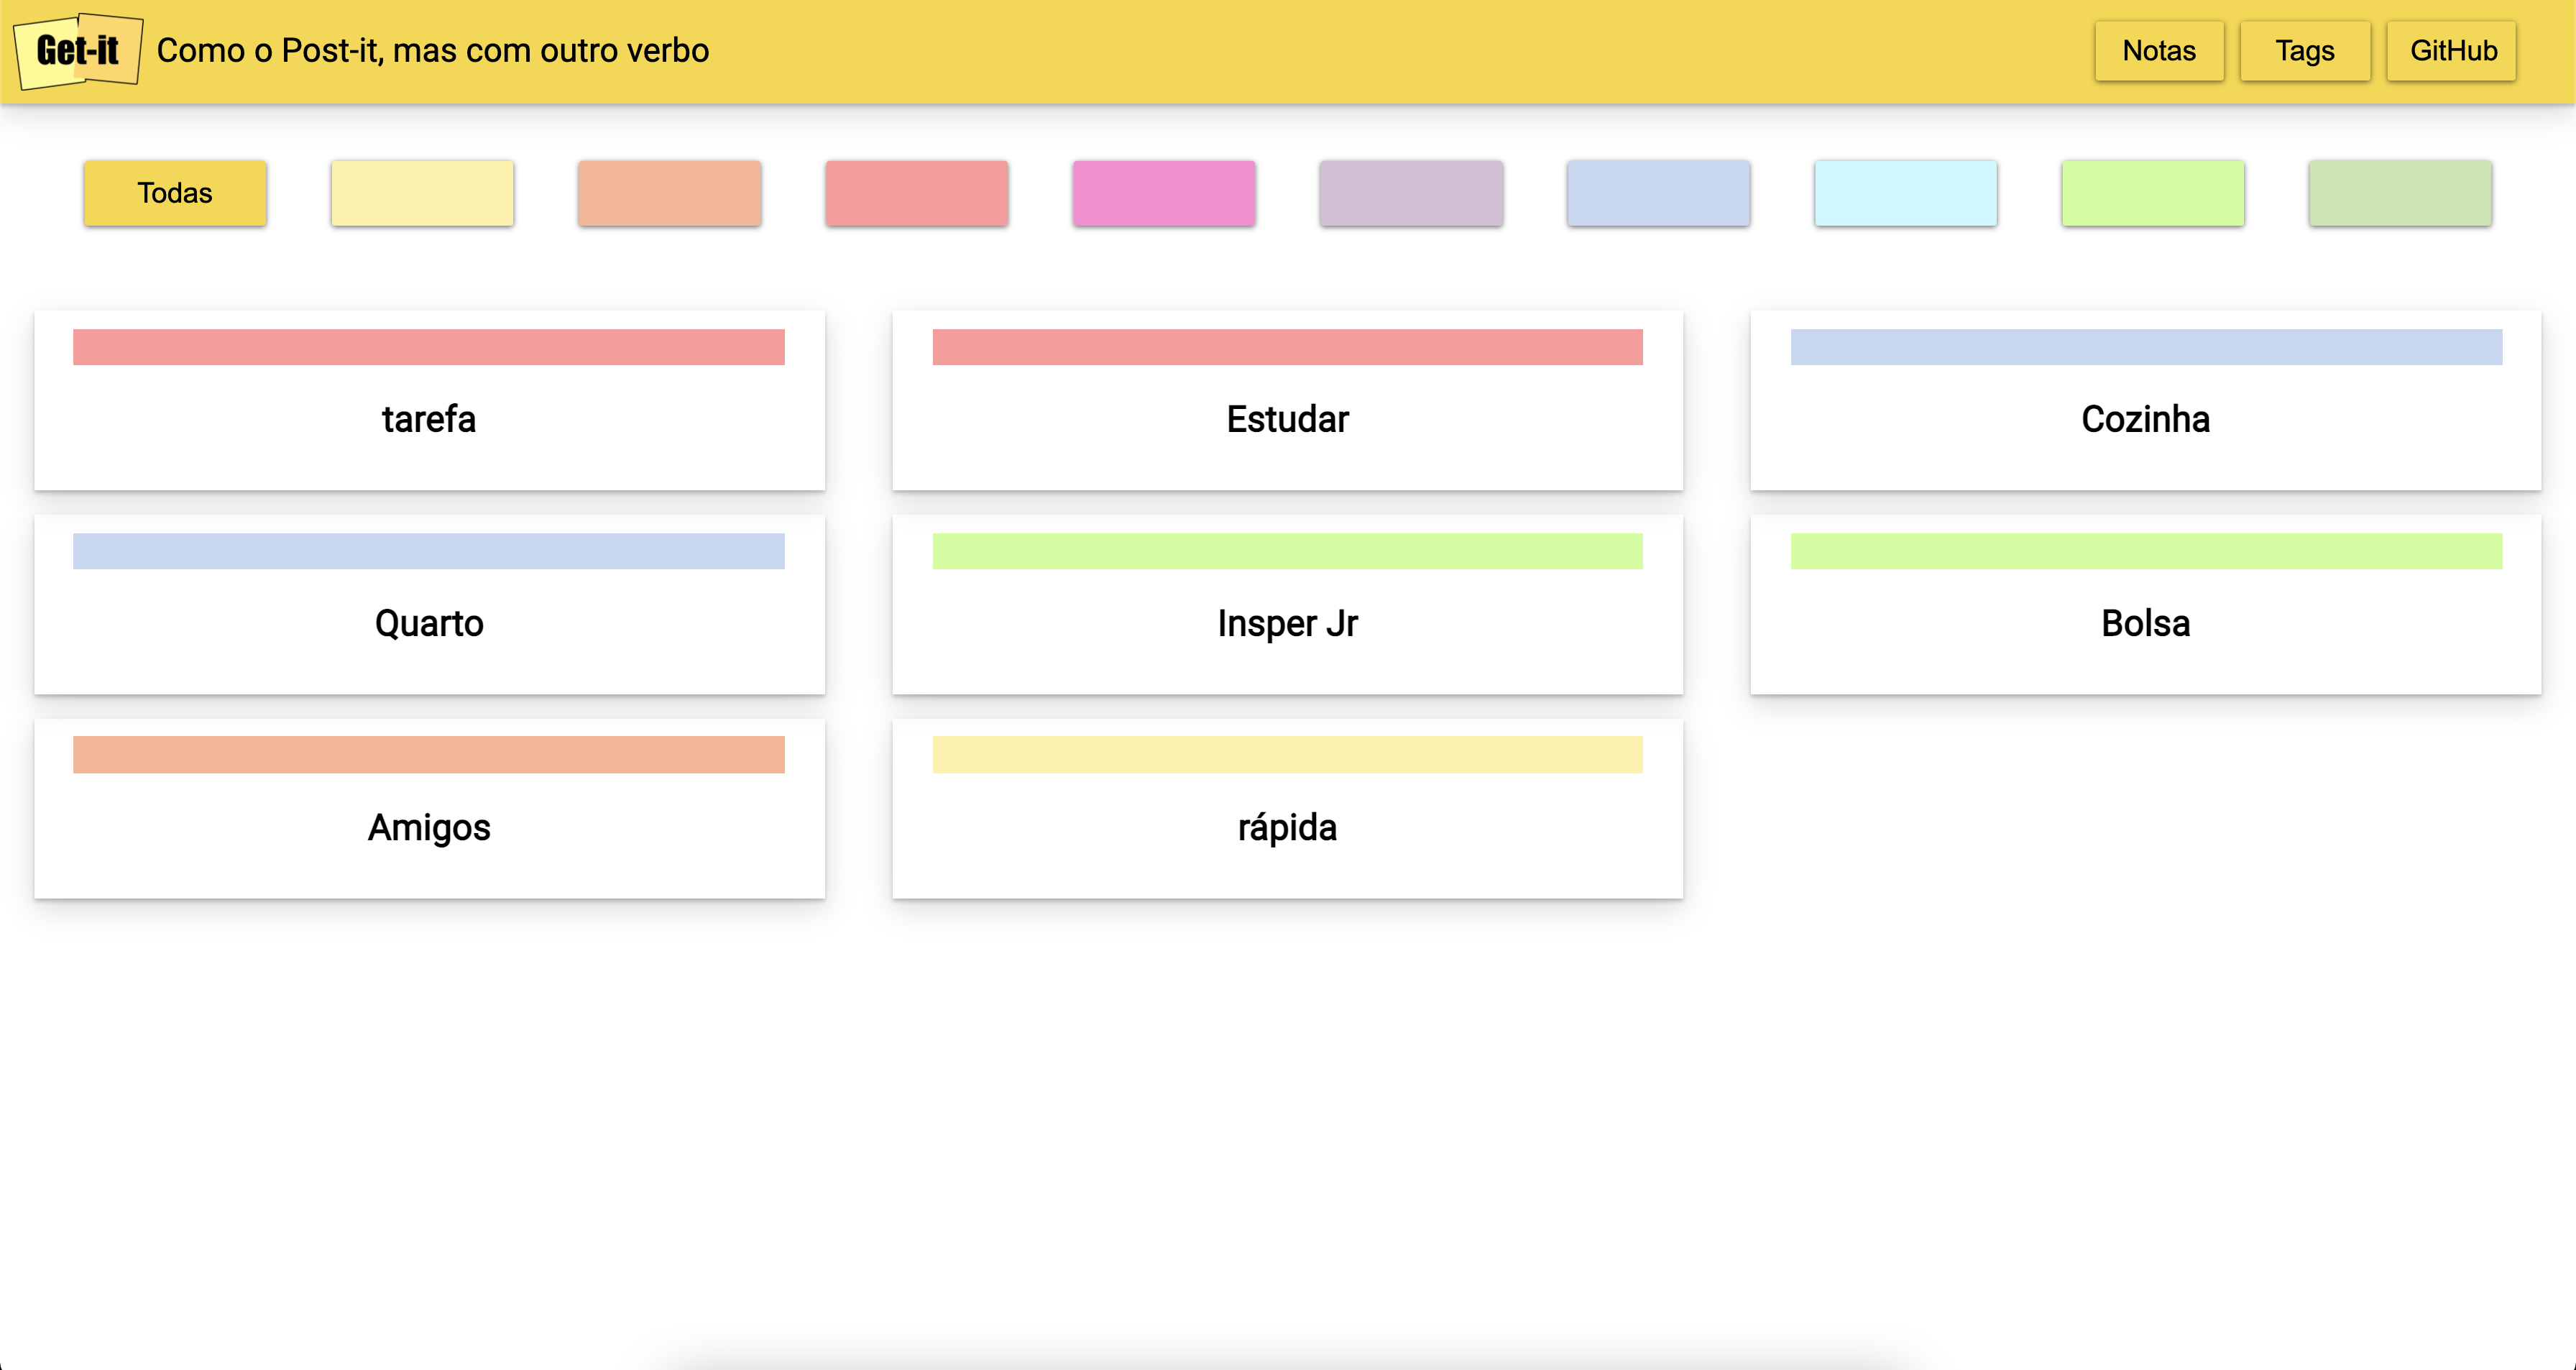 Get-it
Como o Post-it, mas com outro verbo
Notas
Tags
GitHub
Todas
tarefa
Estudar
Cozinha
Quarto
Insper Jr
Bolsa
Amigos
rápida